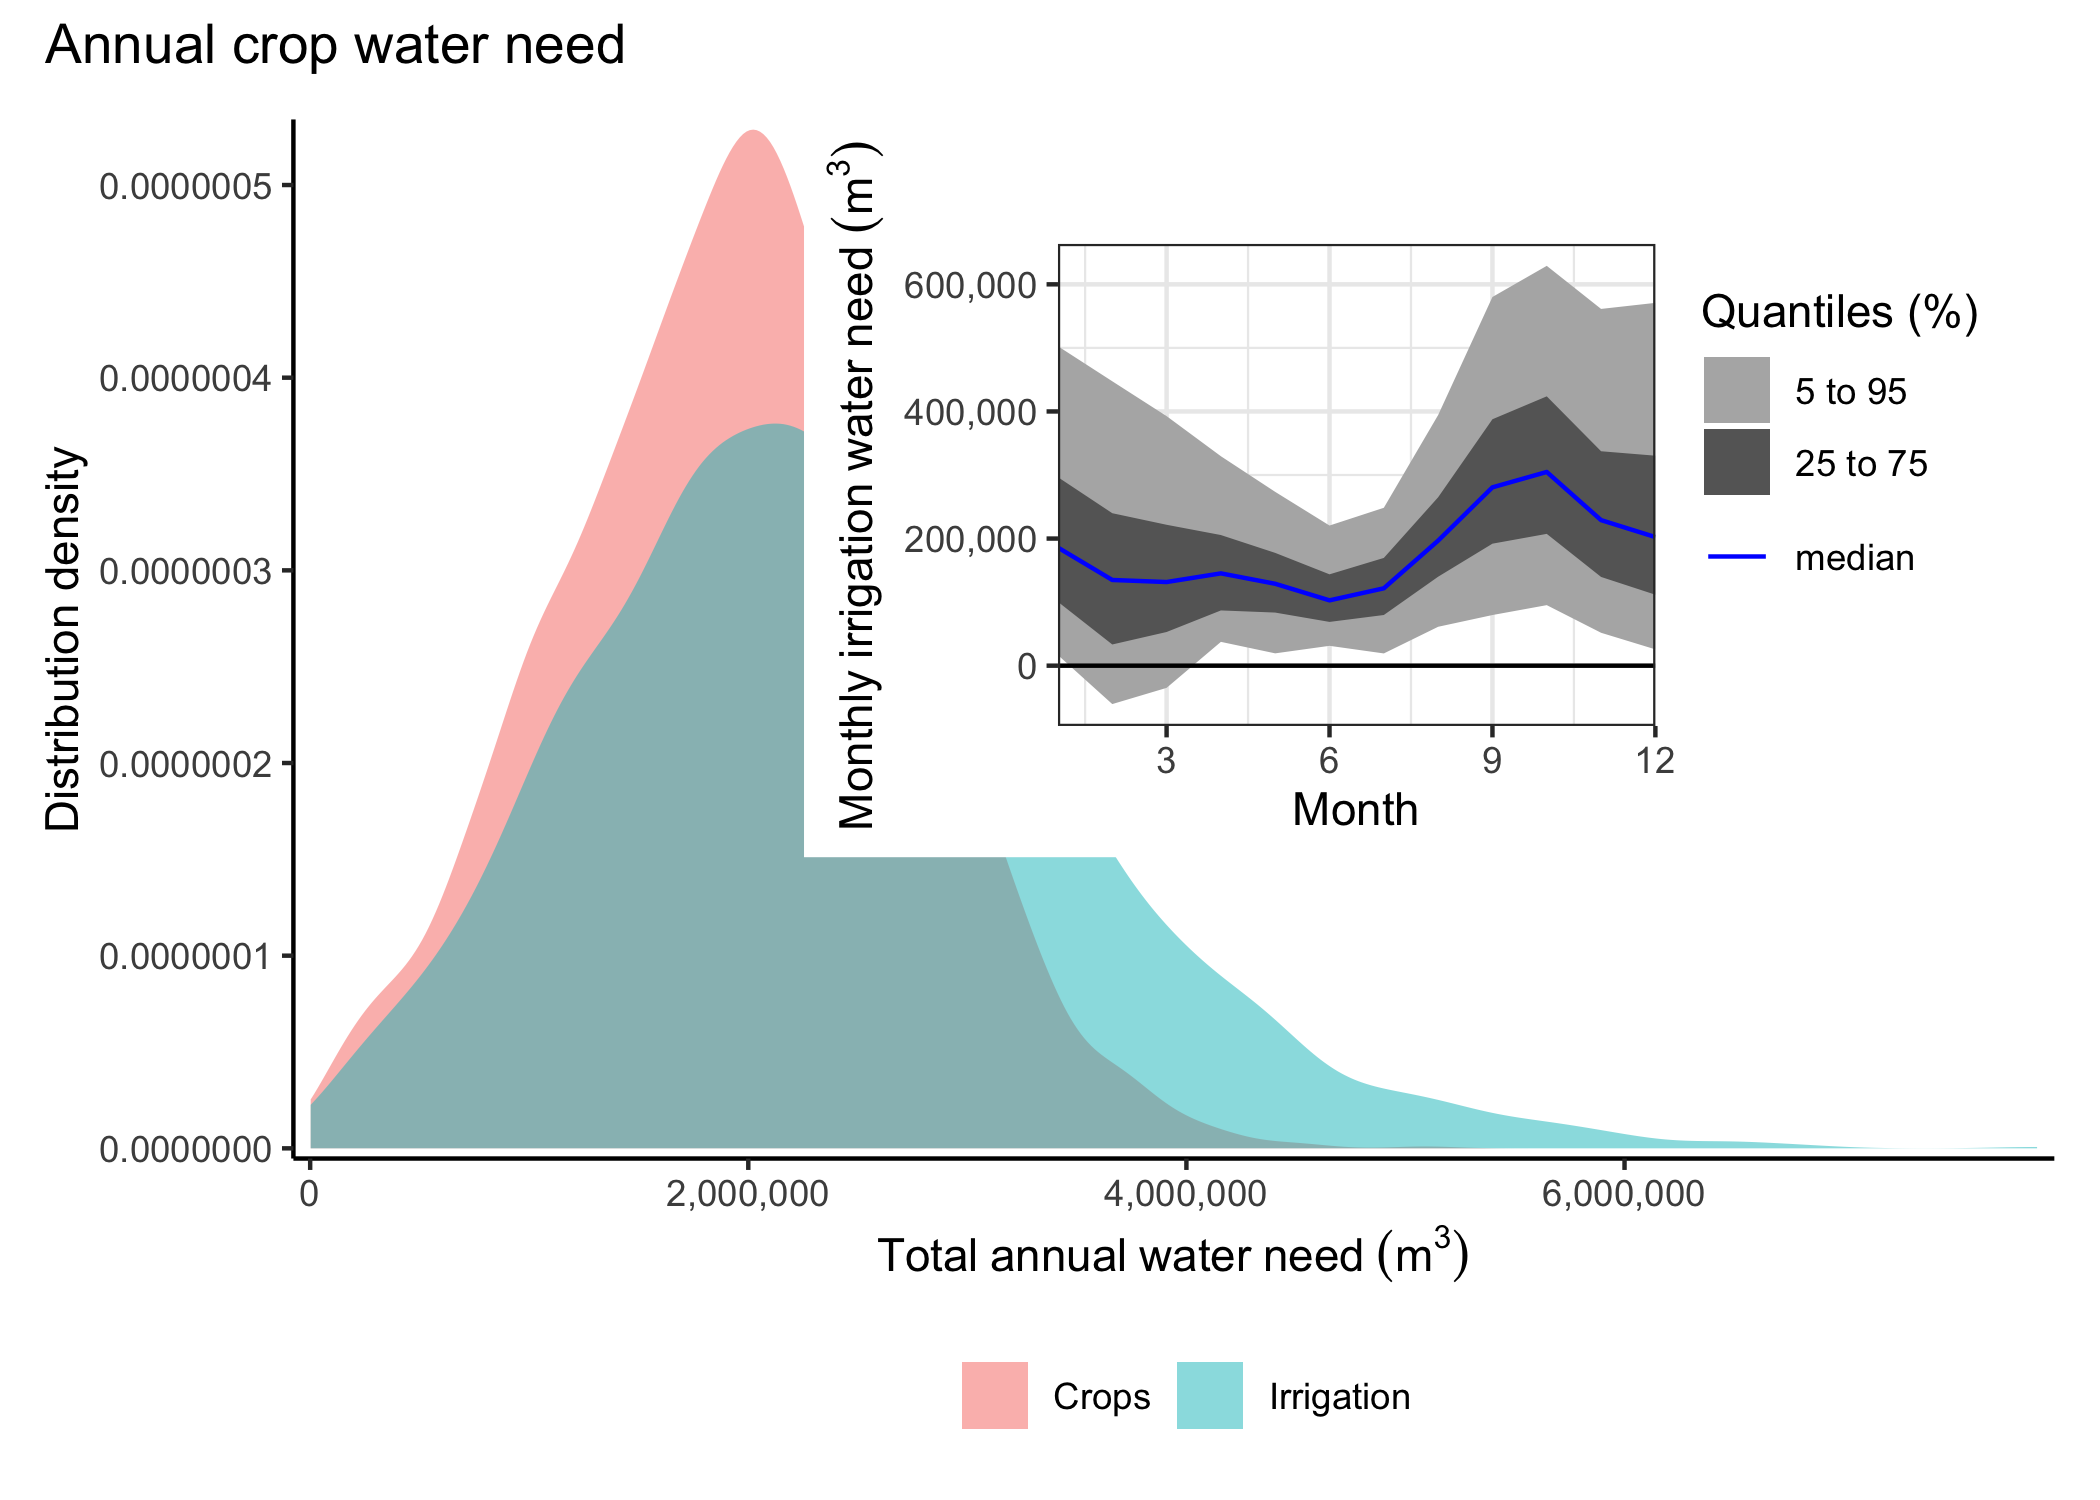 Annual crop water need
Distribution density
0.0000005
0.0000004
0.0000003
0.0000002
0.0000001
0.0000000
0
2,000,000
4,000,000
6,000,000
Total annual water need (m³)
Monthly irrigation water need (m³)
600,000
400,000
200,000
0
3
6
9
12
Month
Quantiles (%)
5 to 95
25 to 75
median
Crops
Irrigation